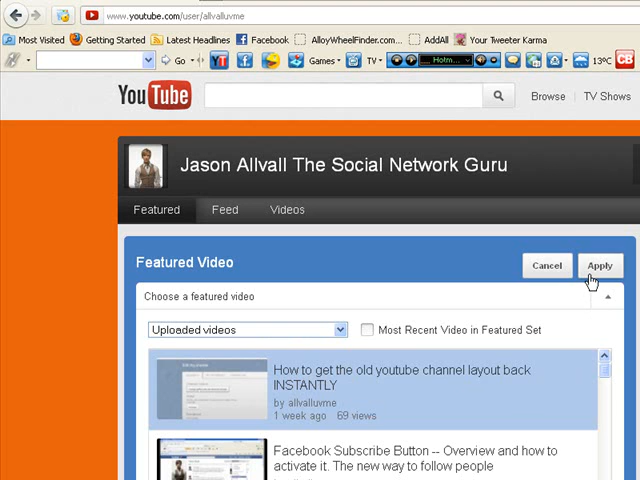 www.youtube.com/user/allvalluvme
Most Visited Getting Started Latest Headlines Facebook AlloyWheelFinder.com... AddAll Your Tweeter Karma
Go Games TV Hotm... 13°C CB
YouTube Browse TV Shows
Jason Allvall The Social Network Guru
Featured Feed Videos
Featured Video Cancel Apply
Choose a featured video
Uploaded videos Most Recent Video in Featured Set
How to get the old youtube channel layout back
INSTANTLY
by allvalluvme
1 week ago 69 views
Facebook Subscribe Button -- Overview and how to
activate it. The new way to follow people